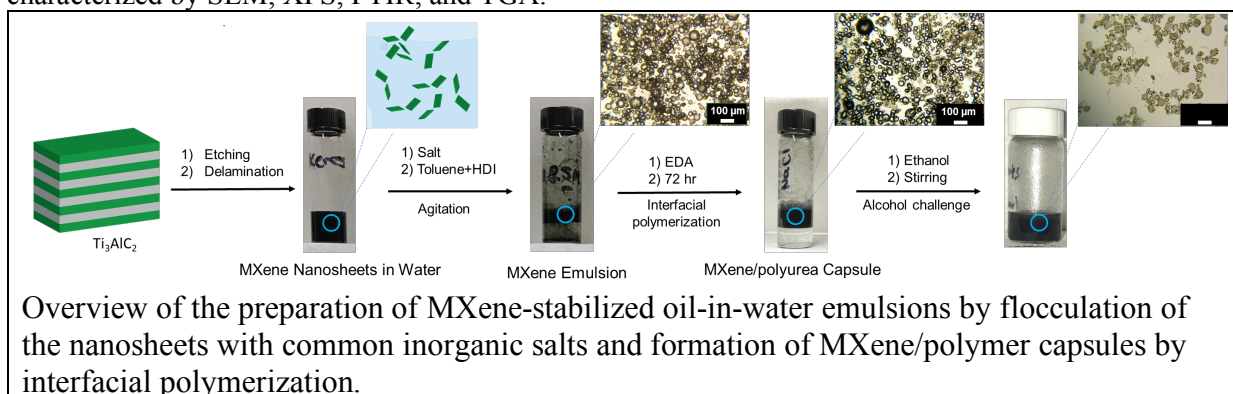 characterized by SEM, XPS, FTIR, and TGA.
1) Etching
2) Delamination
Ti₃AlC₂
MXene Nanosheets in Water
1) Salt
2) Toluene+HDI
Agitation
MXene Emulsion
100 µm
1) EDA
2) 72 hr
Interfacial
polymerization
NaCl
MXene/polyurea Capsule
100 µm
1) Ethanol
2) Stirring
Alcohol challenge
Overview of the preparation of MXene-stabilized oil-in-water emulsions by flocculation of
the nanosheets with common inorganic salts and formation of MXene/polymer capsules by
interfacial polymerization.